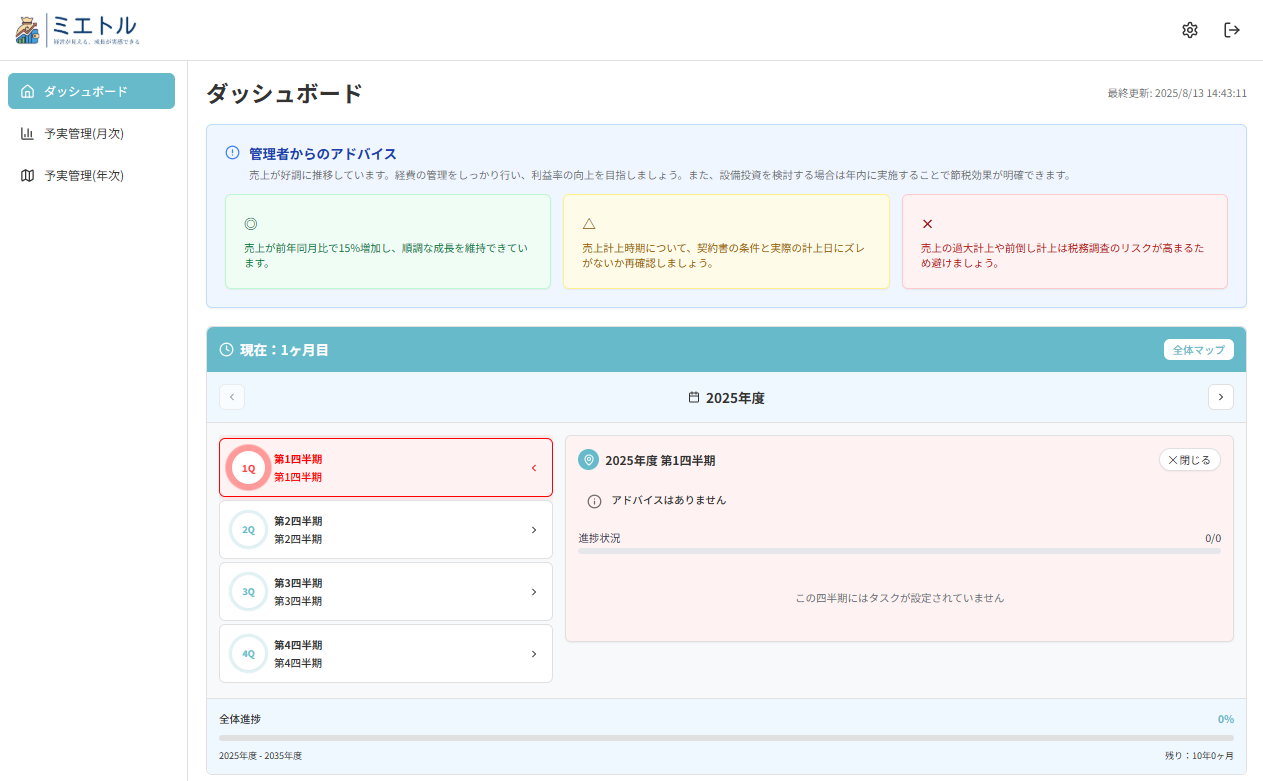 ミエトル
経営が見える、成長が実感できる
ダッシュボード
予実管理(月次)
予実管理(年次)
ダッシュボード
最終更新: 2025/8/13 14:43:11
管理者からのアドバイス
売上が好調に推移しています。経費の管理をしっかり行い、利益率の向上を目指しましょう。また、設備投資を検討する場合は年内に実施することで節税効果が明確できます。
◎
売上が前年同月比で15%増加し、順調な成長を維持できてい
ます。
△
売上計上時期について、契約書の条件と実際の計上日にズレ
がないか再確認しましょう。
×
売上の過大計上や前倒し計上は税務調査のリスクが高まるた
め避けましょう。
現在：1ヶ月目
全体マップ
2025年度
1Q
第1四半期
第1四半期
2Q
第2四半期
第2四半期
3Q
第3四半期
第3四半期
4Q
第4四半期
第4四半期
2025年度 第1四半期
閉じる
アドバイスはありません
進捗状況
0/0
この四半期にはタスクが設定されていません
全体進捗
0%
2025年度 - 2035年度
残り：10年0ヶ月